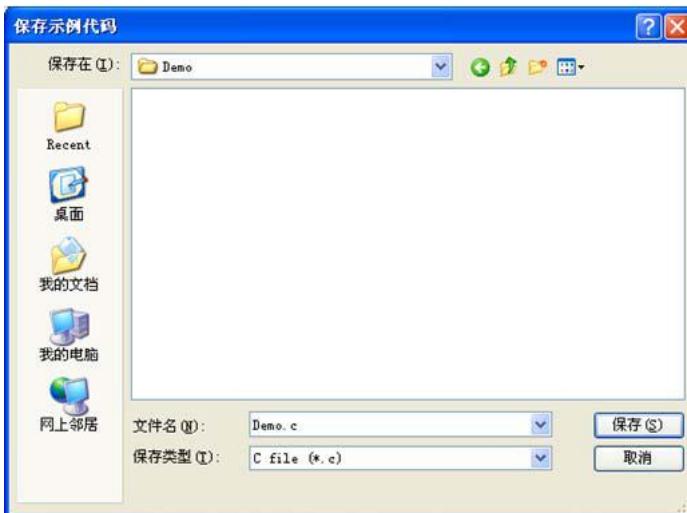 保存示例代码
保存在(I): Demo
Recent
桌面
我的文档
我的电脑
网上邻居
文件名(N): Demo.c 保存(S)
保存类型(T): C file (*.c) 取消